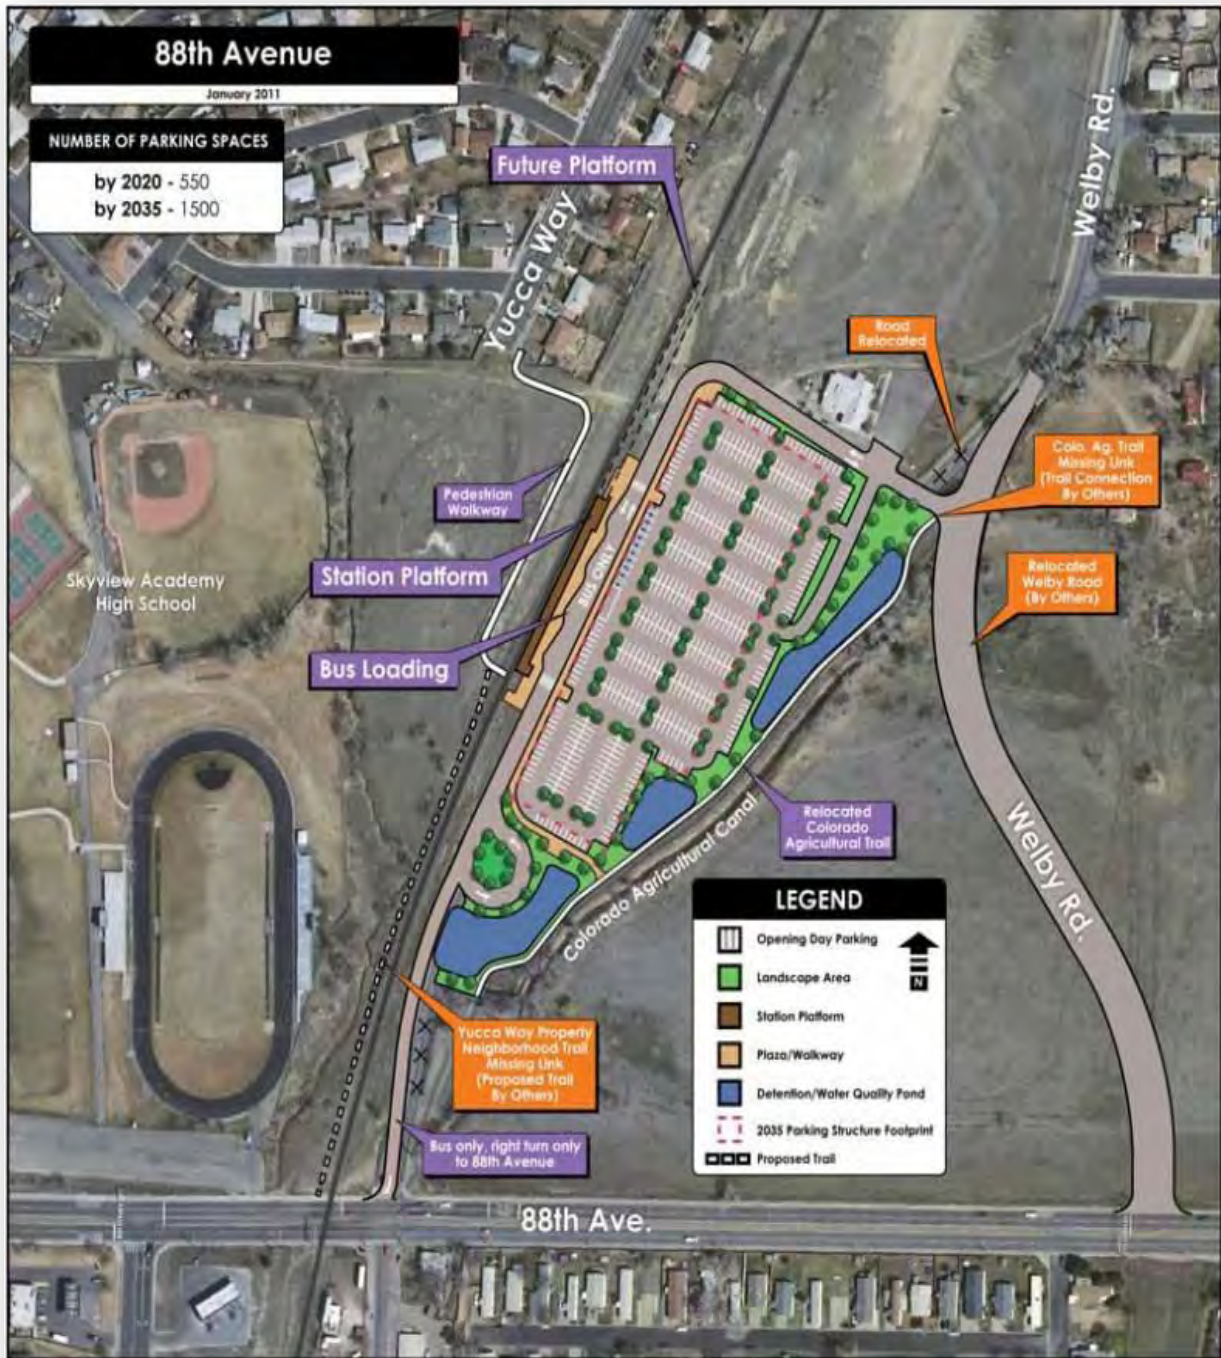 88th Avenue
January 2011
NUMBER OF PARKING SPACES
by 2020 - 550
by 2035 - 1500
Future Platform
Yucca Way
Welby Rd.
Road
Relocated
Colo. Ag. Trail
Missing Link
(Trail Connection
By Others)
Pedestrian
Walkway
Station Platform
BUS ONLY
Skyview Academy
High School
Relocated
Welby Road
(By Others)
Bus Loading
Relocated
Colorado
Agricultural Trail
Colorado Agricultural Canal
Welby Rd.
LEGEND
Opening Day Parking
Landscape Area
N
Station Platform
Plaza/Walkway
Detention/Water Quality Pond
2035 Parking Structure Footprint
Proposed Trail
Yucca Way Property
Neighborhood Trail
Missing Link
(Proposed Trail
By Others)
Bus only, right turn only
to 88th Avenue
88th Ave.